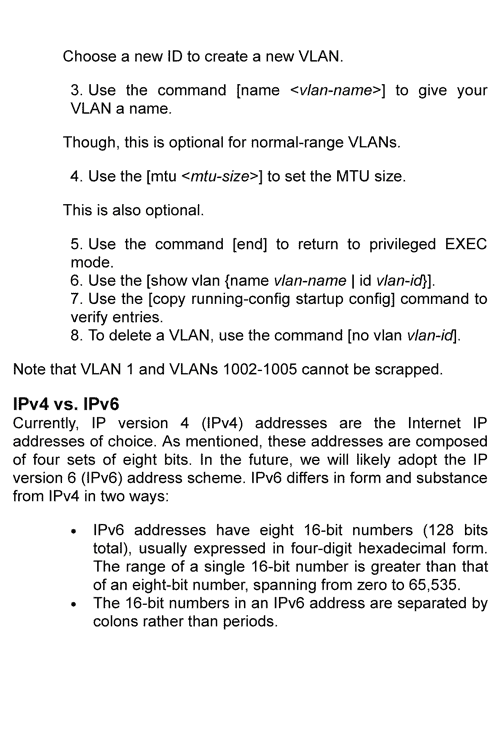 Choose a new ID to create a new VLAN.
3. Use the command [name <vlan-name>] to give your
VLAN a name.
Though, this is optional for normal-range VLANs.
4. Use the [mtu <mtu-size>] to set the MTU size.
This is also optional.
5. Use the command [end] to return to privileged EXEC
mode.
6. Use the [show vlan {name vlan-name | id vlan-id}].
7. Use the [copy running-config startup config] command to
verify entries.
8. To delete a VLAN, use the command [no vlan vlan-id].
Note that VLAN 1 and VLANs 1002-1005 cannot be scrapped.
IPv4 vs. IPv6
Currently, IP version 4 (IPv4) addresses are the Internet IP
addresses of choice. As mentioned, these addresses are composed
of four sets of eight bits. In the future, we will likely adopt the IP
version 6 (IPv6) address scheme. IPv6 differs in form and substance
from IPv4 in two ways:
• IPv6 addresses have eight 16-bit numbers (128 bits
total), usually expressed in four-digit hexadecimal form.
The range of a single 16-bit number is greater than that
of an eight-bit number, spanning from zero to 65,535.
• The 16-bit numbers in an IPv6 address are separated by
colons rather than periods.